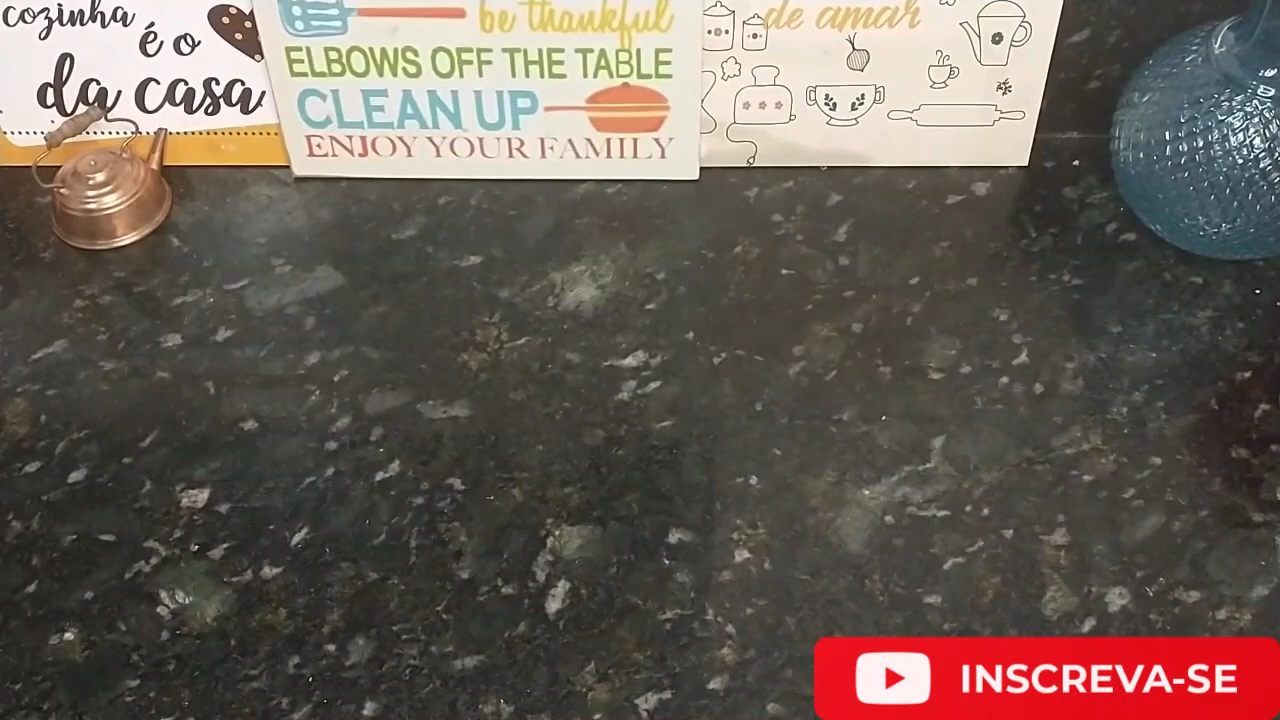 cozinha
é o
da casa
be thankful
ELBOWS OFF THE TABLE
CLEAN UP
ENJOY YOUR FAMILY
de amar
INSCREVA-SE